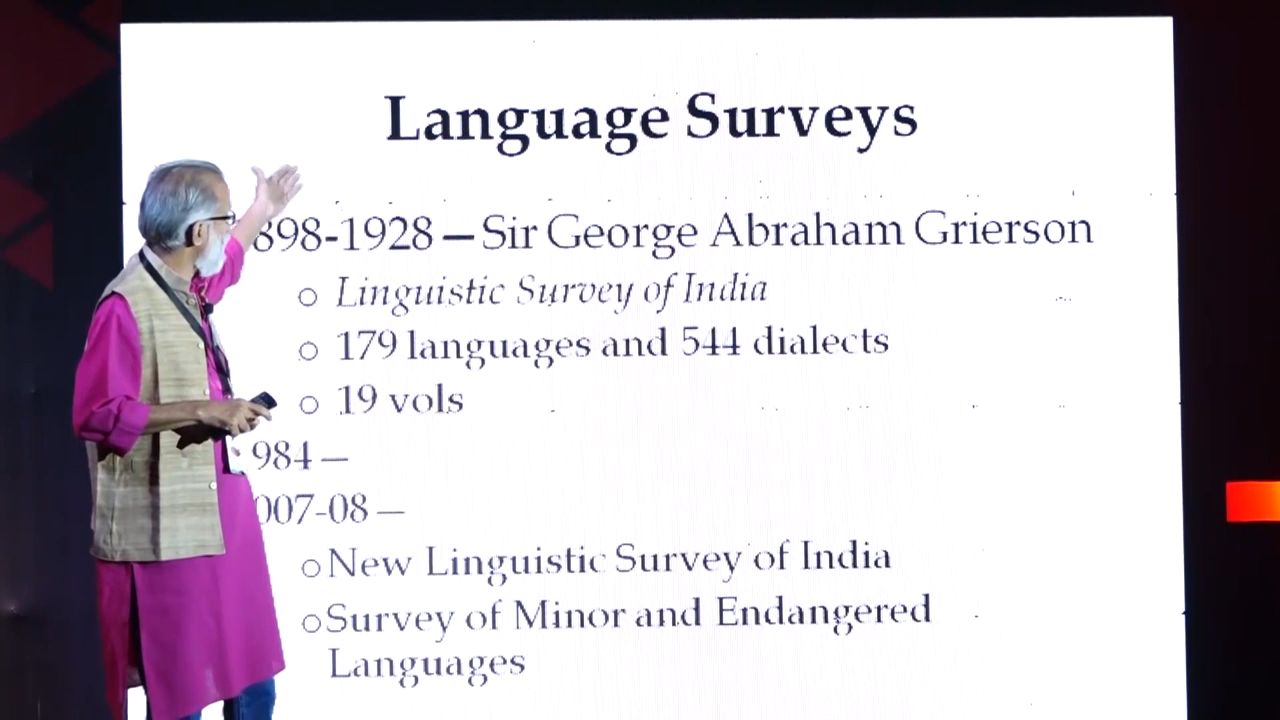 Language Surveys
898-1928 – Sir George Abraham Grierson
o Linguistic Survey of India
o 179 languages and 544 dialects
o 19 vols
984 –
007-08 –
o New Linguistic Survey of India
o Survey of Minor and Endangered
Languages